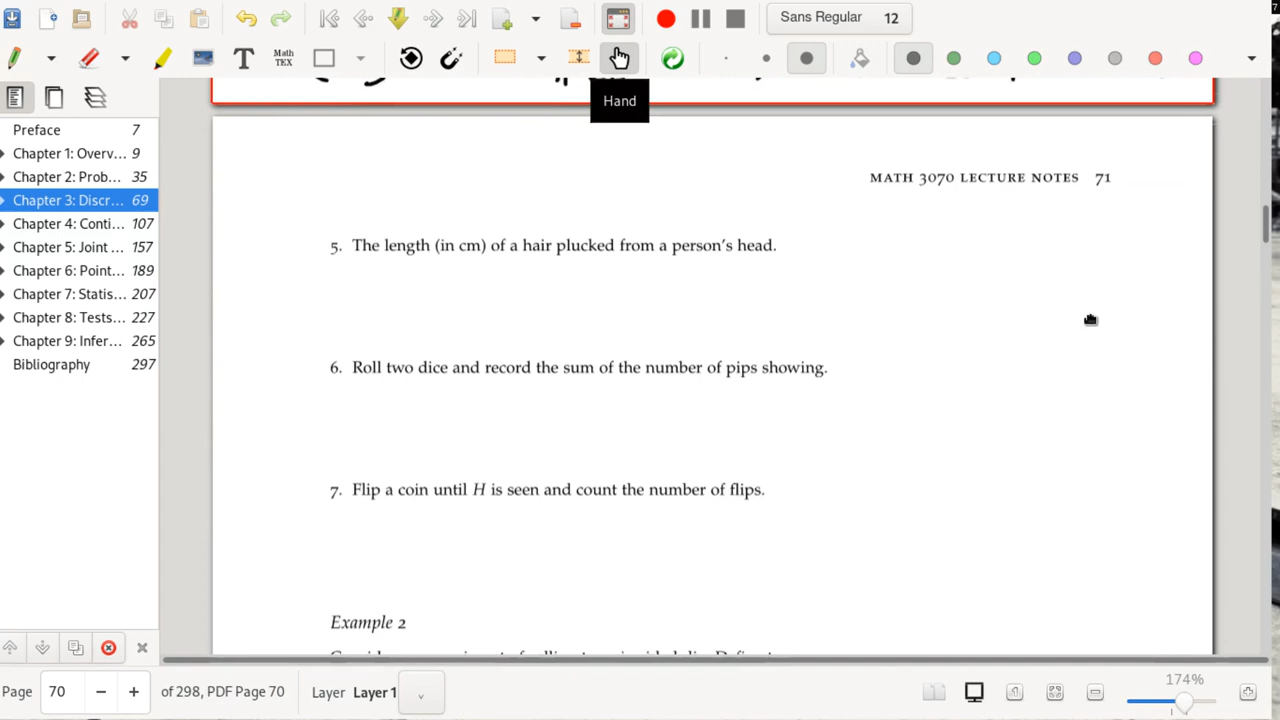 Sans Regular 12
Math
TEX
Hand
Preface 7
Chapter 1: Overv... 9
Chapter 2: Prob... 35
Chapter 3: Discr... 69
Chapter 4: Conti... 107
Chapter 5: Joint ... 157
Chapter 6: Point... 189
Chapter 7: Statis... 207
Chapter 8: Tests... 227
Chapter 9: Infer... 265
Bibliography 297
MATH 3070 LECTURE NOTES 71
5. The length (in cm) of a hair plucked from a person's head.
6. Roll two dice and record the sum of the number of pips showing.
7. Flip a coin until H is seen and count the number of flips.
Example 2
Page 70 of 298, PDF Page 70 Layer Layer 1
174%